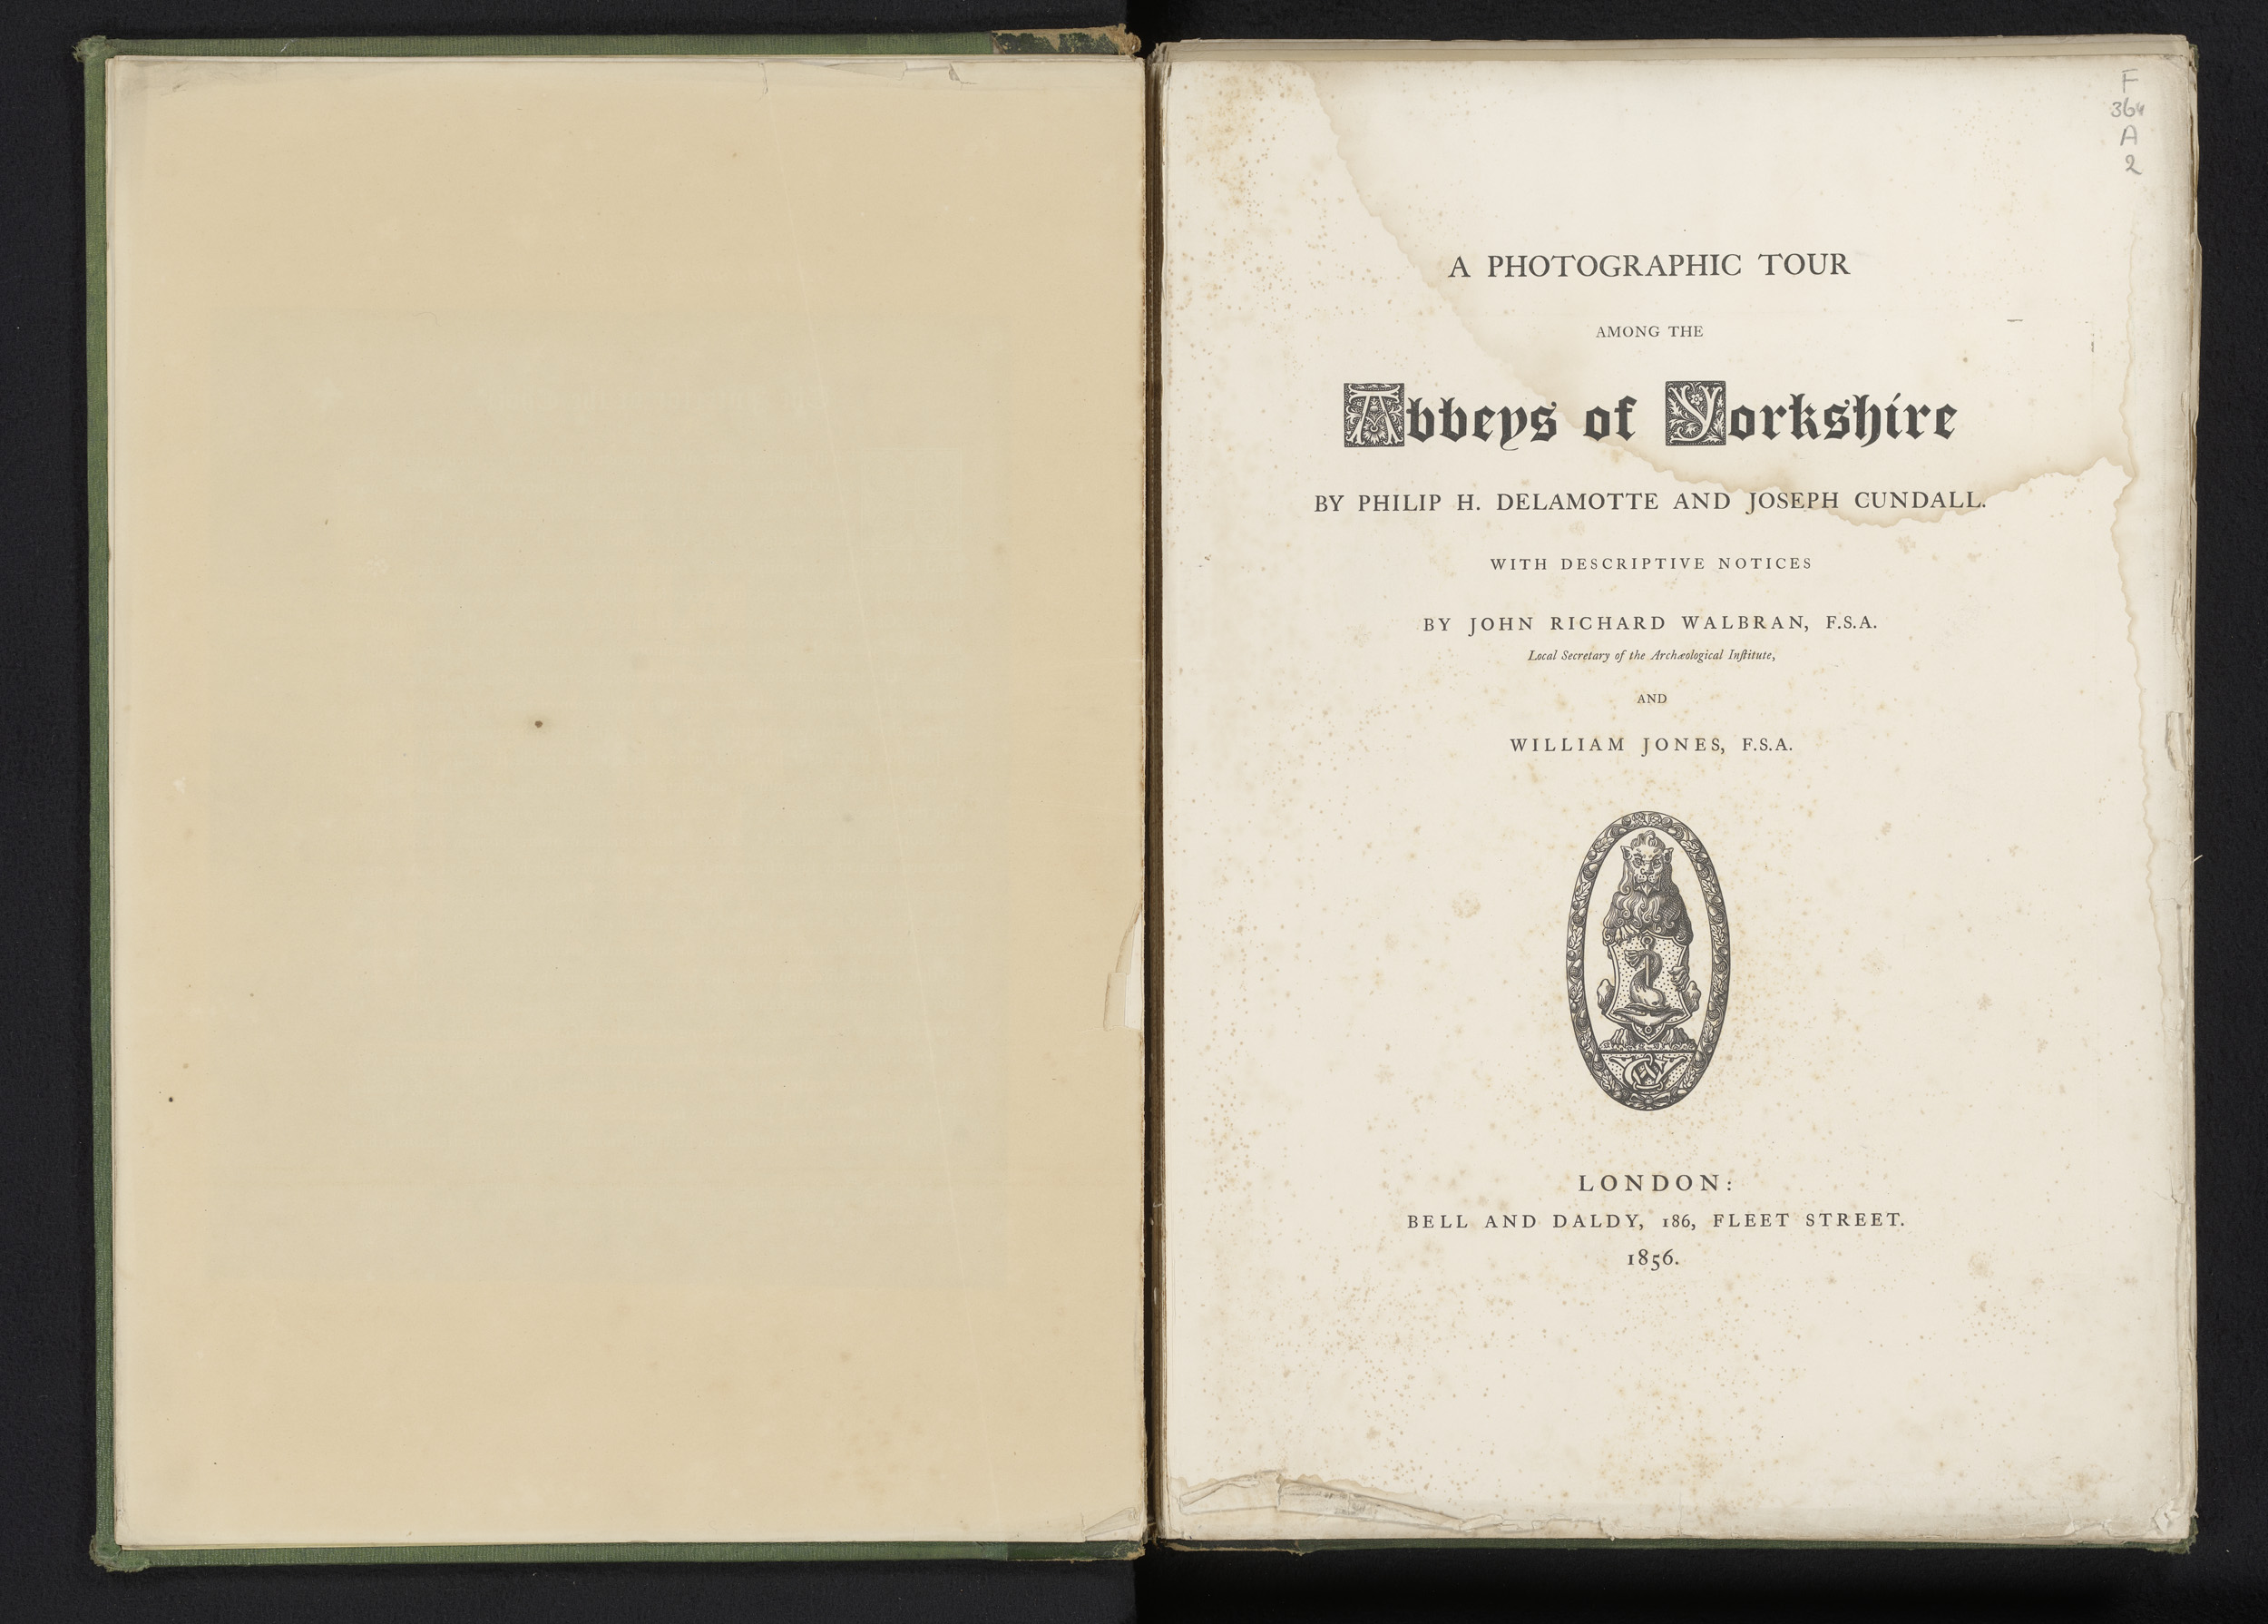 F
364
A
2
A PHOTOGRAPHIC TOUR
AMONG THE
Abbeys of Yorkshire
BY PHILIP H. DELAMOTTE AND JOSEPH CUNDALL.
WITH DESCRIPTIVE NOTICES
BY JOHN RICHARD WALBRAN, F.S.A.
Local Secretary of the Archæological Inſtitute,
AND
WILLIAM JONES, F.S.A.
LONDON:
BELL AND DALDY, 186, FLEET STREET.
1856.